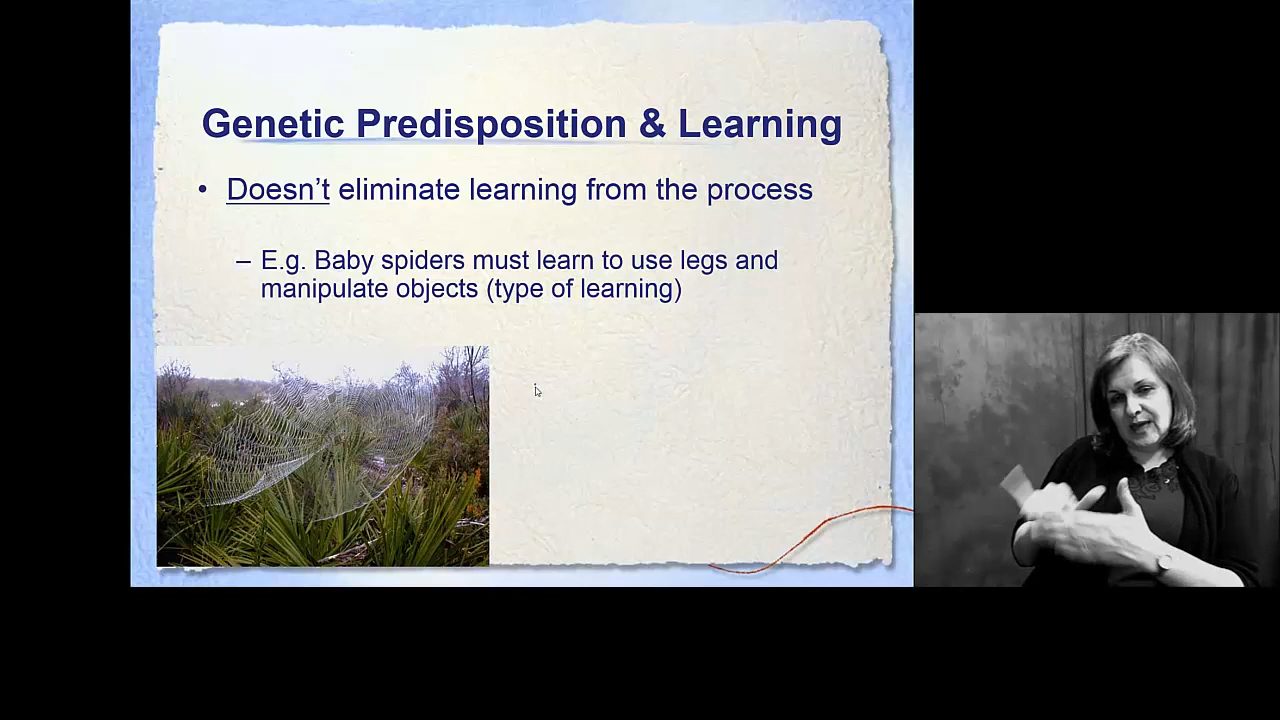 Genetic Predisposition & Learning
• Doesn’t eliminate learning from the process
– E.g. Baby spiders must learn to use legs and
manipulate objects (type of learning)